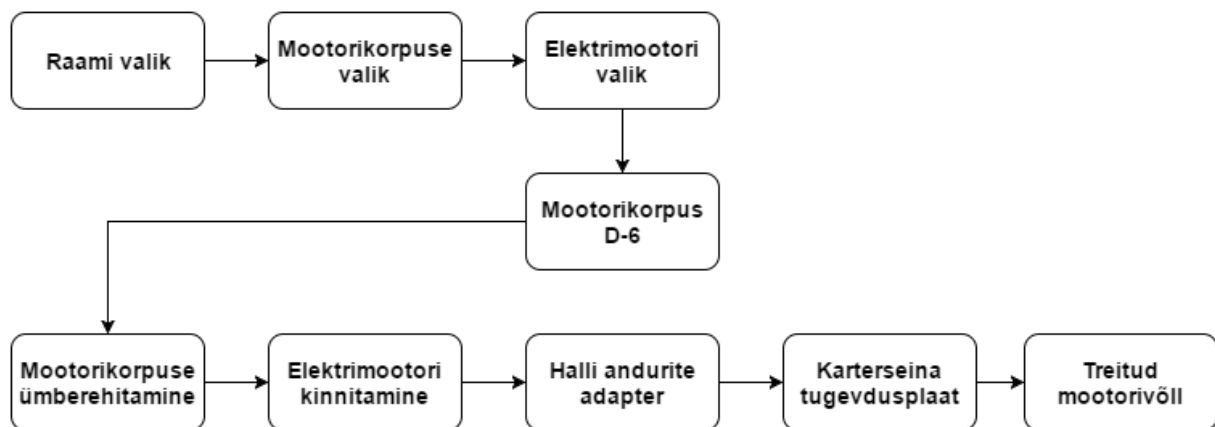 Raami valik
Mootorikorpuse
valik
Elektrimootori
valik
Mootorikorpus
D-6
Mootorikorpuse
ümberehitamine
Elektrimootori
kinnitamine
Halli andurite
adapter
Karterseina
tugevdusplaat
Treitud
mootorivõll